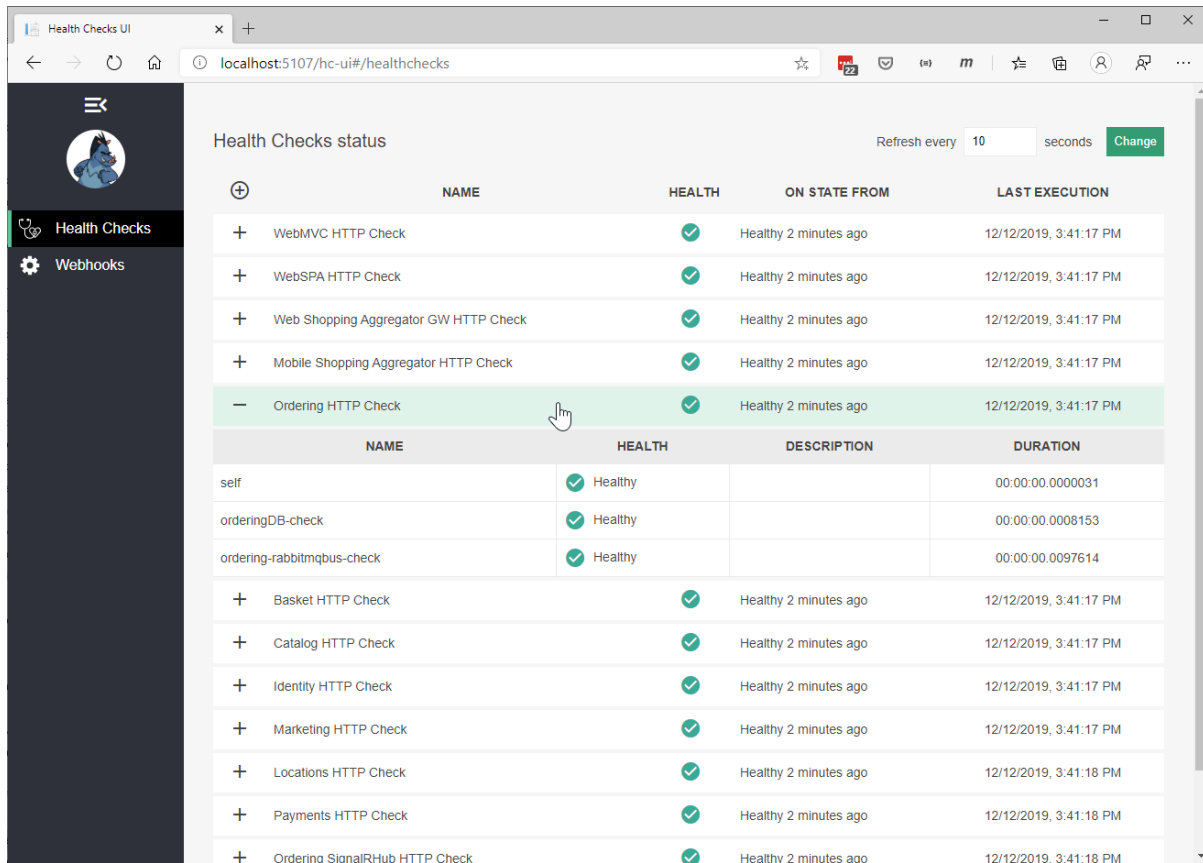 Health Checks UI
localhost:5107/hc-ui#/healthchecks
22
m
Health Checks
Webhooks
Health Checks status
Refresh every 10 seconds Change
NAME HEALTH ON STATE FROM LAST EXECUTION
WebMVC HTTP Check Healthy 2 minutes ago 12/12/2019, 3:41:17 PM
WebSPA HTTP Check Healthy 2 minutes ago 12/12/2019, 3:41:17 PM
Web Shopping Aggregator GW HTTP Check Healthy 2 minutes ago 12/12/2019, 3:41:17 PM
Mobile Shopping Aggregator HTTP Check Healthy 2 minutes ago 12/12/2019, 3:41:17 PM
Ordering HTTP Check Healthy 2 minutes ago 12/12/2019, 3:41:17 PM
NAME HEALTH DESCRIPTION DURATION
self Healthy 00:00:00.0000031
orderingDB-check Healthy 00:00:00.0008153
ordering-rabbitmqbus-check Healthy 00:00:00.0097614
Basket HTTP Check Healthy 2 minutes ago 12/12/2019, 3:41:17 PM
Catalog HTTP Check Healthy 2 minutes ago 12/12/2019, 3:41:17 PM
Identity HTTP Check Healthy 2 minutes ago 12/12/2019, 3:41:17 PM
Marketing HTTP Check Healthy 2 minutes ago 12/12/2019, 3:41:17 PM
Locations HTTP Check Healthy 2 minutes ago 12/12/2019, 3:41:18 PM
Payments HTTP Check Healthy 2 minutes ago 12/12/2019, 3:41:18 PM
Ordering SignalRHub HTTP Check Healthy 2 minutes ago 12/12/2019, 3:41:18 PM